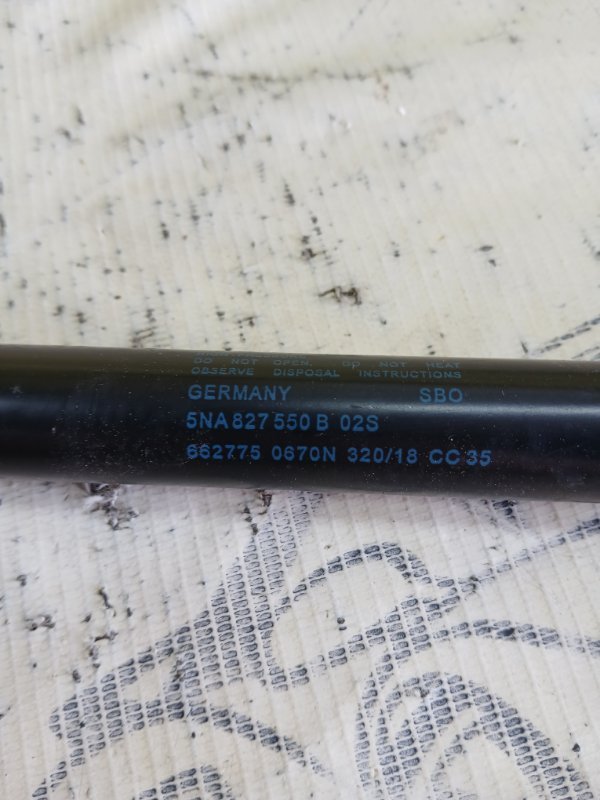 DO NOT OPEN. DO NOT HEAT
OBSERVE DISPOSAL INSTRUCTIONS
GERMANY SBO
5NA 827 550 B 02S
662775 0670N 320/18 CC 35